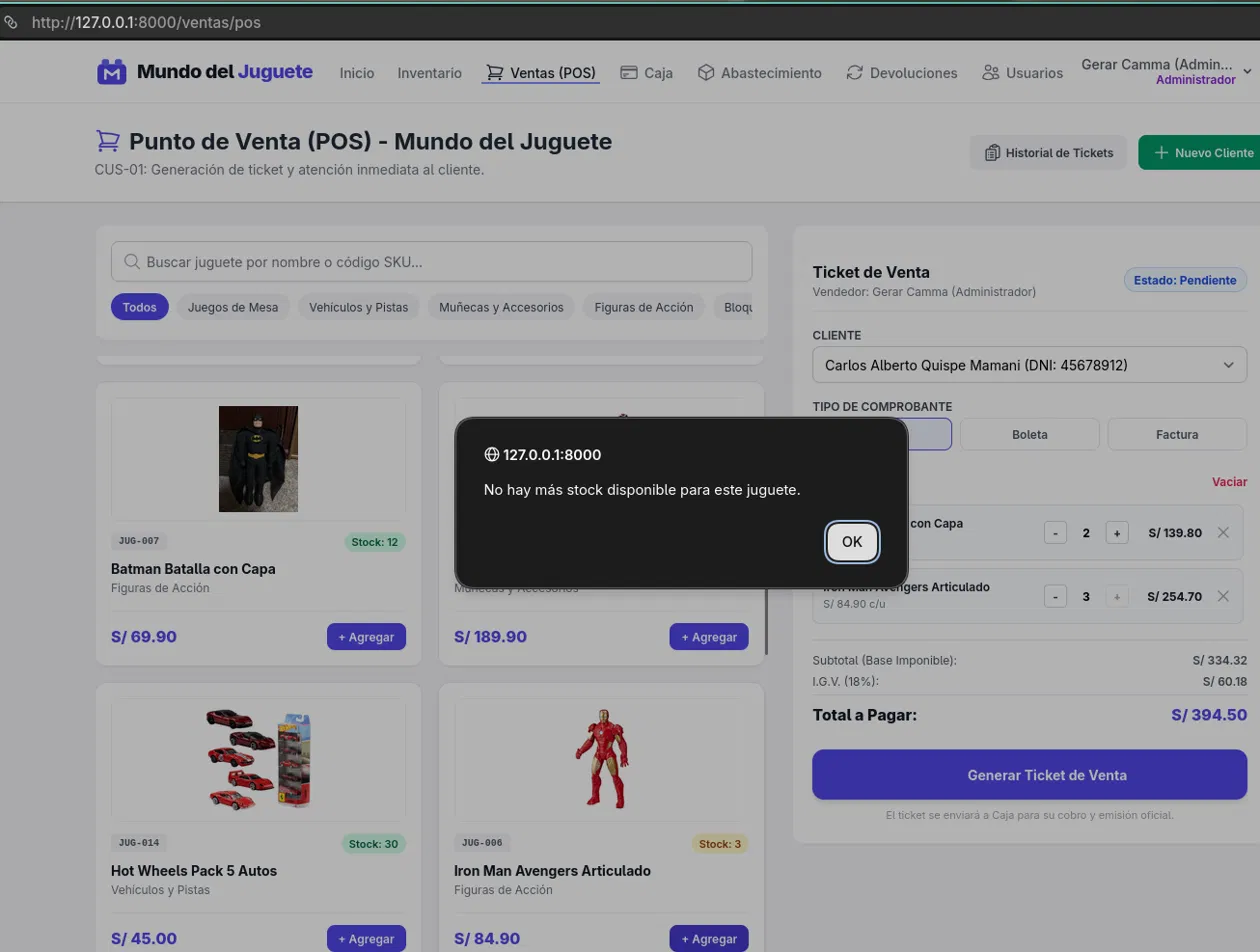 http://127.0.0.1:8000/ventas/pos
Mundo del Juguete
Inicio
Inventario
Ventas (POS)
Caja
Abastecimiento
Devoluciones
Usuarios
Gerar Camma (Admin...
Administrador
Punto de Venta (POS) - Mundo del Juguete
CUS-01: Generación de ticket y atención inmediata al cliente.
Historial de Tickets
Nuevo Cliente
Buscar juguete por nombre o código SKU...
Todos
Juegos de Mesa
Vehículos y Pistas
Muñecas y Accesorios
Figuras de Acción
Bloqu
JUG-007
Stock: 12
Batman Batalla con Capa
Figuras de Acción
S/ 69.90
+ Agregar
Muñecas y Accesorios
S/ 189.90
+ Agregar
JUG-014
Stock: 30
Hot Wheels Pack 5 Autos
Vehículos y Pistas
S/ 45.00
+ Agregar
JUG-006
Stock: 3
Iron Man Avengers Articulado
Figuras de Acción
S/ 84.90
+ Agregar
127.0.0.1:8000
No hay más stock disponible para este juguete.
OK
Ticket de Venta
Vendedor: Gerar Camma (Administrador)
Estado: Pendiente
CLIENTE
Carlos Alberto Quispe Mamani (DNI: 45678912)
TIPO DE COMPROBANTE
Boleta
Factura
Vaciar
con Capa
- 2 + S/ 139.80
Iron Man Avengers Articulado
S/ 84.90 c/u
- 3 + S/ 254.70
Subtotal (Base Imponible): S/ 334.32
I.G.V. (18%): S/ 60.18
Total a Pagar: S/ 394.50
Generar Ticket de Venta
El ticket se enviará a Caja para su cobro y emisión oficial.